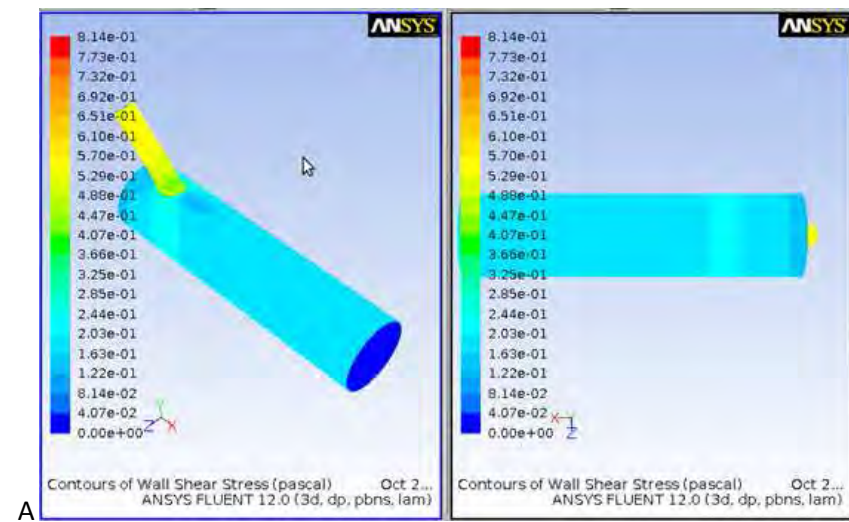 ANSYS
8.14e-01
7.73e-01
7.32e-01
6.92e-01
6.51e-01
6.10e-01
5.70e-01
5.29e-01
4.88e-01
4.47e-01
4.07e-01
3.66e-01
3.25e-01
2.85e-01
2.44e-01
2.03e-01
1.63e-01
1.22e-01
8.14e-02
4.07e-02
0.00e+00
Y
Z X
Contours of Wall Shear Stress (pascal) Oct 2...
ANSYS FLUENT 12.0 (3d, dp, pbns, lam)
ANSYS
8.14e-01
7.73e-01
7.32e-01
6.92e-01
6.51e-01
6.10e-01
5.70e-01
5.29e-01
4.88e-01
4.47e-01
4.07e-01
3.66e-01
3.25e-01
2.85e-01
2.44e-01
2.03e-01
1.63e-01
1.22e-01
8.14e-02
4.07e-02
0.00e+00
X
Z
Contours of Wall Shear Stress (pascal) Oct 2...
ANSYS FLUENT 12.0 (3d, dp, pbns, lam)
A